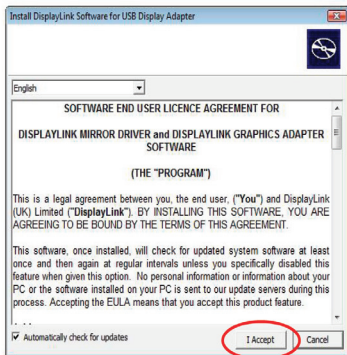 Install DisplayLink Software for USB Display Adapter
English
SOFTWARE END USER LICENCE AGREEMENT FOR
DISPLAYLINK MIRROR DRIVER and DISPLAYLINK GRAPHICS ADAPTER
SOFTWARE
(THE "PROGRAM")
This is a legal agreement between you, the end user, ("You") and DisplayLink
(UK) Limited ("DisplayLink"). BY INSTALLING THIS SOFTWARE, YOU ARE
AGREEING TO BE BOUND BY THE TERMS OF THIS AGREEMENT.
This software, once installed, will check for updated system software at least
once and then again at regular intervals unless you specifically disabled this
feature when given this option. No personal information or information about your
PC or the software installed on your PC is sent to our update servers during this
process. Accepting the EULA means that you accept this product feature.
Automatically check for updates
I Accept
Cancel